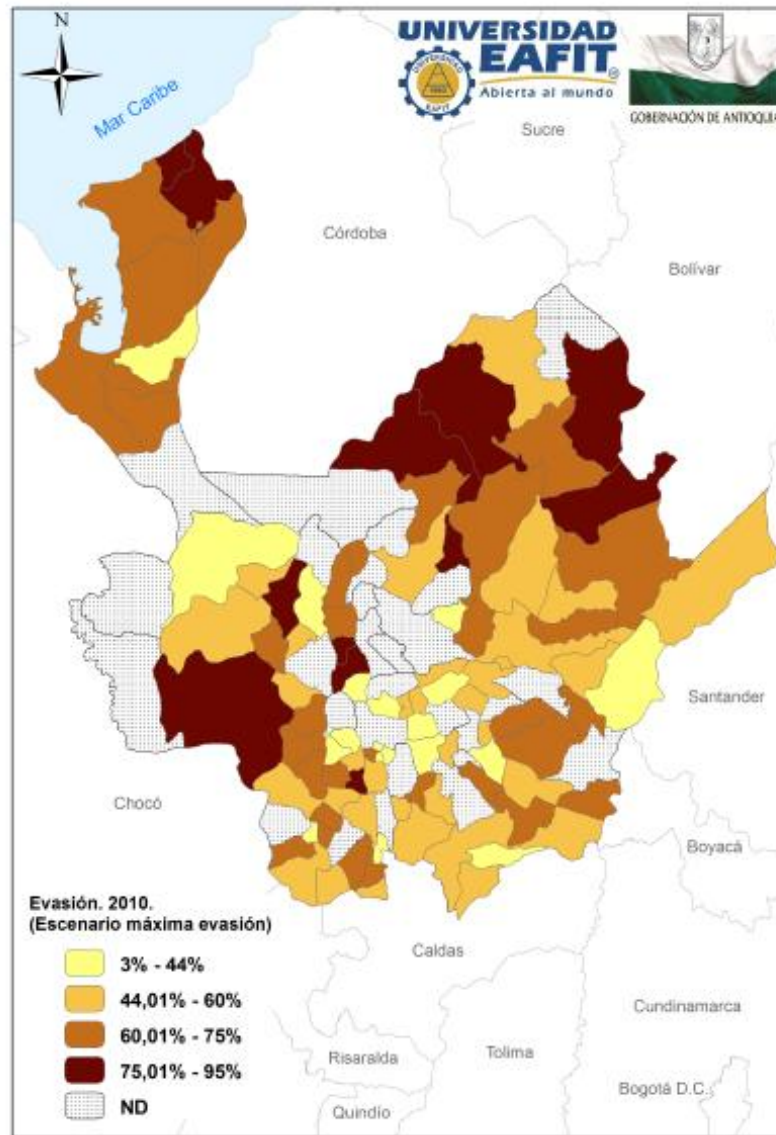 N
UNIVERSIDAD
EAFIT®
Abierta al mundo
UNIVERSIDAD
EAFIT
GOBERNACIÓN DE ANTIOQUIA
Mar Caribe
Sucre
Córdoba
Bolívar
Santander
Chocó
Boyacá
Caldas
Cundinamarca
Risaralda
Tolima
Bogotá D.C.
Quindío
Evasión. 2010.
(Escenario máxima evasión)
3% - 44%
44,01% - 60%
60,01% - 75%
75,01% - 95%
ND